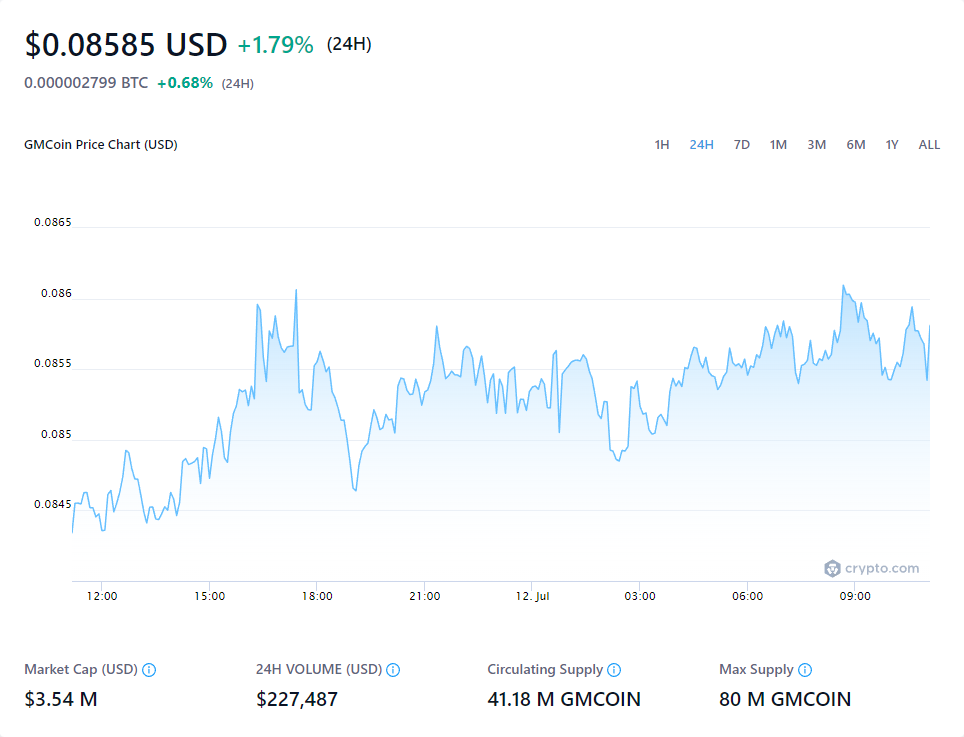 $0.08585 USD +1.79% (24H)
0.000002799 BTC +0.68% (24H)
GMCoin Price Chart (USD) 1H 24H 7D 1M 3M 6M 1Y ALL
0.0865
0.086
0.0855
0.085
0.0845
crypto.com
12:00 15:00 18:00 21:00 12. Jul 03:00 06:00 09:00
Market Cap (USD) 24H VOLUME (USD) Circulating Supply Max Supply
$3.54 M $227,487 41.18 M GMCOIN 80 M GMCOIN